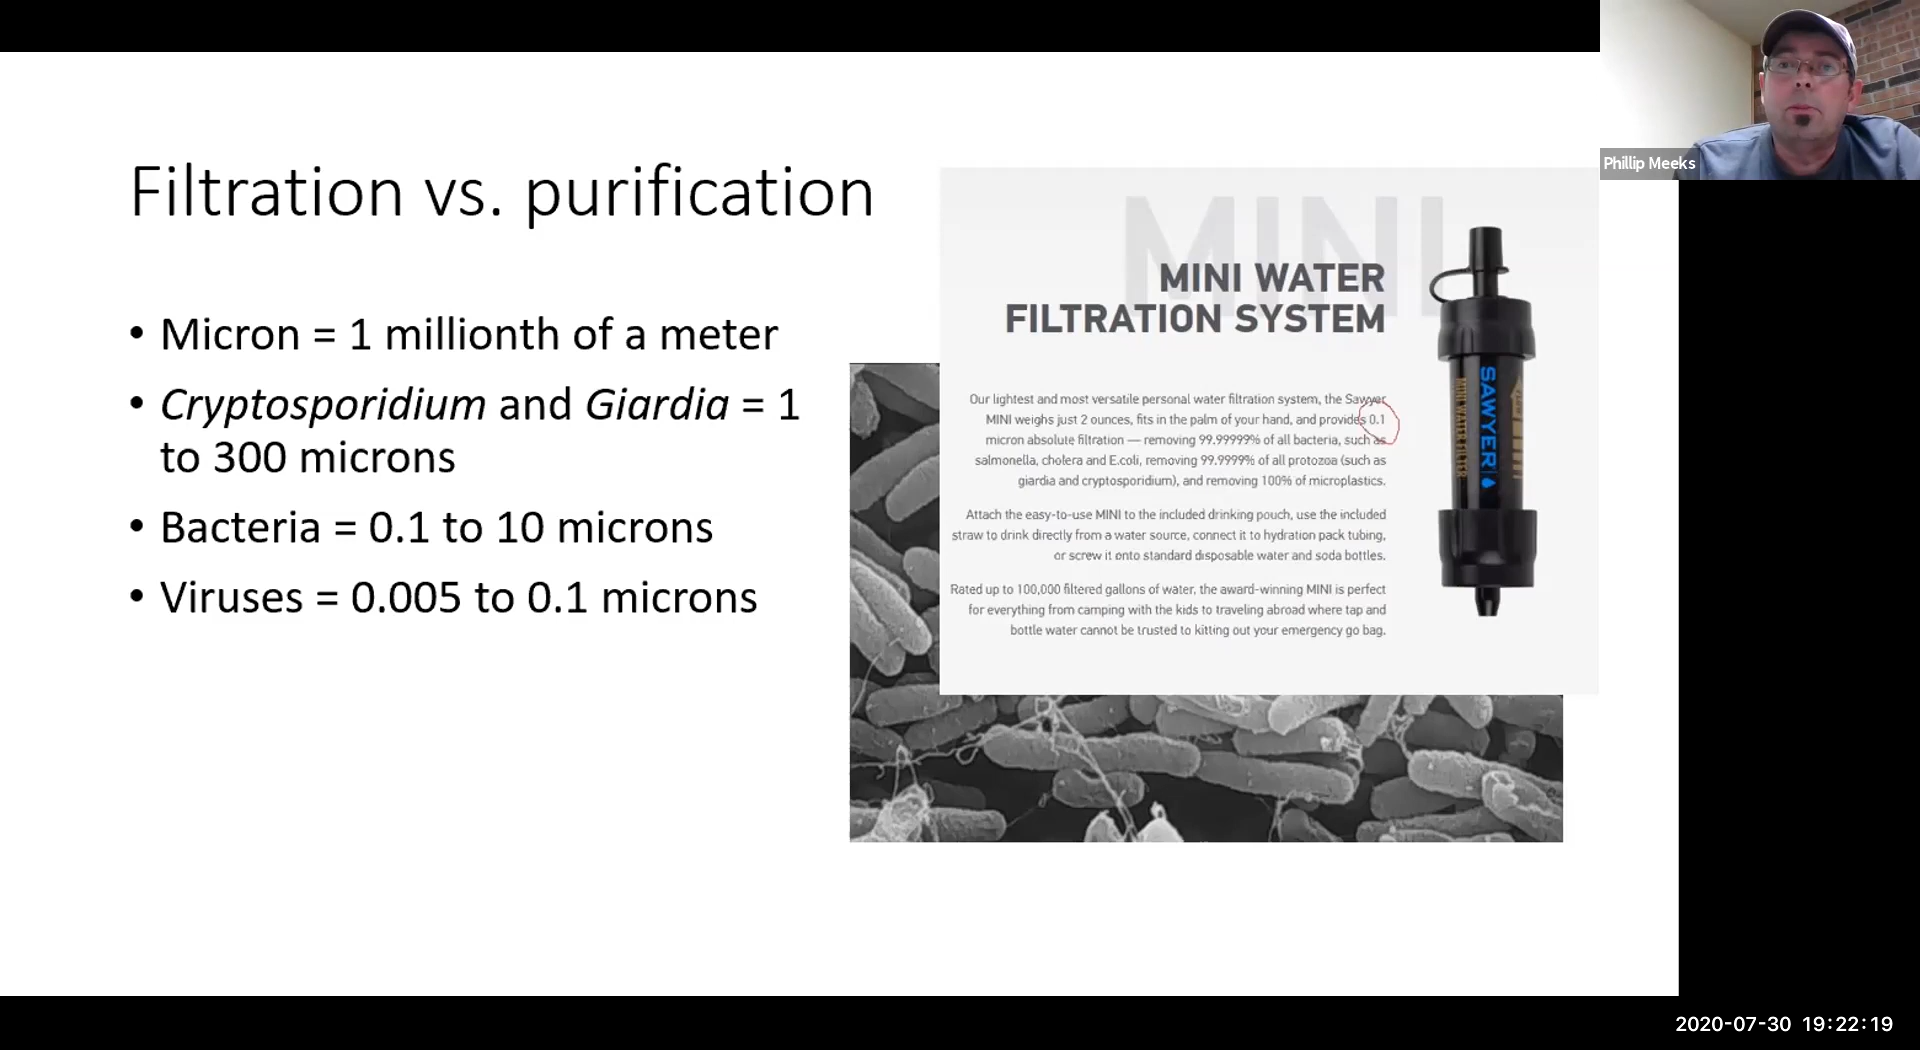 Phillip Meeks
Filtration vs. purification
• Micron = 1 millionth of a meter
• Cryptosporidium and Giardia = 1
to 300 microns
• Bacteria = 0.1 to 10 microns
• Viruses = 0.005 to 0.1 microns
MINI
MINI WATER
FILTRATION SYSTEM
Our lightest and most versatile personal water filtration system, the Sawyer
MINI weighs just 2 ounces, fits in the palm of your hand, and provides 0.1
micron absolute filtration — removing 99.99999% of all bacteria, such as
salmonella, cholera and E.coli, removing 99.9999% of all protozoa (such as
giardia and cryptosporidium), and removing 100% of microplastics.
Attach the easy-to-use MINI to the included drinking pouch, use the included
straw to drink directly from a water source, connect it to hydration pack tubing,
or screw it onto standard disposable water and soda bottles.
Rated up to 100,000 filtered gallons of water, the award-winning MINI is perfect
for everything from camping with the kids to traveling abroad where tap and
bottle water cannot be trusted to kitting out your emergency go bag.
SAWYER
MINI WATER FILTER
2020-07-30 19:22:19